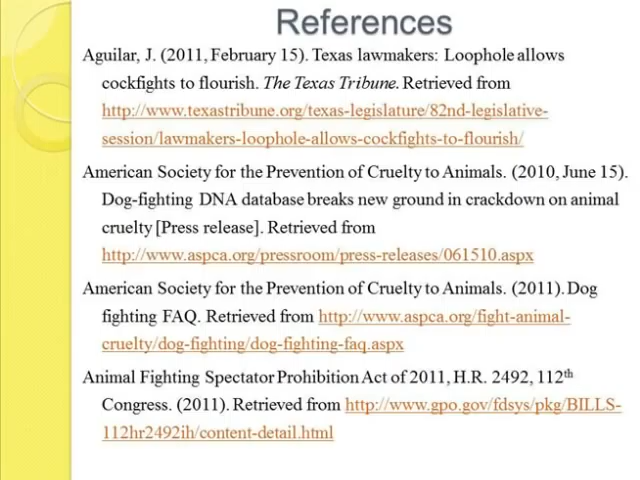 References
Aguilar, J. (2011, February 15). Texas lawmakers: Loophole allows
cockfights to flourish. The Texas Tribune. Retrieved from
http://www.texastribune.org/texas-legislature/82nd-legislative-
session/lawmakers-loophole-allows-cockfights-to-flourish/
American Society for the Prevention of Cruelty to Animals. (2010, June 15).
Dog-fighting DNA database breaks new ground in crackdown on animal
cruelty [Press release]. Retrieved from
http://www.aspca.org/pressroom/press-releases/061510.aspx
American Society for the Prevention of Cruelty to Animals. (2011). Dog
fighting FAQ. Retrieved from http://www.aspca.org/fight-animal-
cruelty/dog-fighting/dog-fighting-faq.aspx
Animal Fighting Spectator Prohibition Act of 2011, H.R. 2492, 112th
Congress. (2011). Retrieved from http://www.gpo.gov/fdsys/pkg/BILLS-
112hr2492ih/content-detail.html